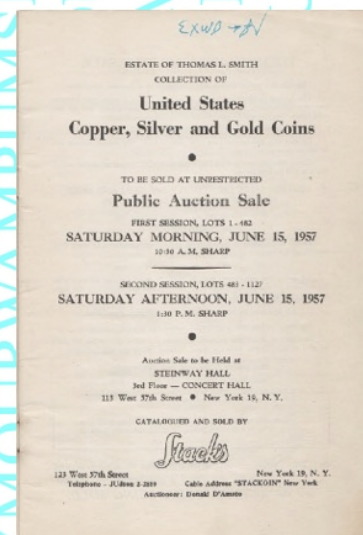 EXWD → AN
ESTATE OF THOMAS L. SMITH
COLLECTION OF
United States
Copper, Silver and Gold Coins
TO BE SOLD AT UNRESTRICTED
Public Auction Sale
FIRST SESSION, LOTS 1 - 482
SATURDAY MORNING, JUNE 15, 1957
10:30 A. M. SHARP
SECOND SESSION, LOTS 483 - 1127
SATURDAY AFTERNOON, JUNE 15, 1957
1:30 P. M. SHARP
Auction Sale to be Held at
STEINWAY HALL
3rd Floor — CONCERT HALL
113 West 57th Street ● New York 19, N. Y.
CATALOGUED AND SOLD BY
Stack's
123 West 57th Street New York 19, N. Y.
Telephone - JUdson 2-2580 Cable Address "STACKOIN" New York
Auctioneer: Donald D'Amato